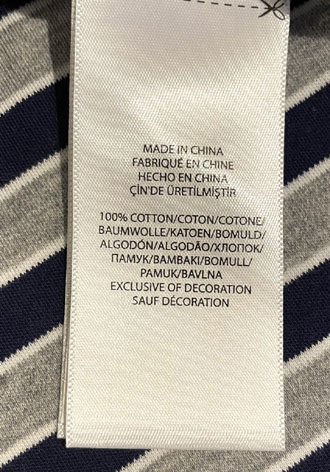 MADE IN CHINA
FABRIQUÉ EN CHINE
HECHO EN CHINA
ÇİN'DE ÜRETİLMİŞTİR
100% COTTON/COTON/COTONE/
BAUMWOLLE/KATOEN/BOMULD/
ALGODÓN/ALGODÃO/ХЛОПОК/
ПАМУК/BAMBAKI/BOMULL/
PAMUK/BAVLNA
EXCLUSIVE OF DECORATION
SAUF DÉCORATION